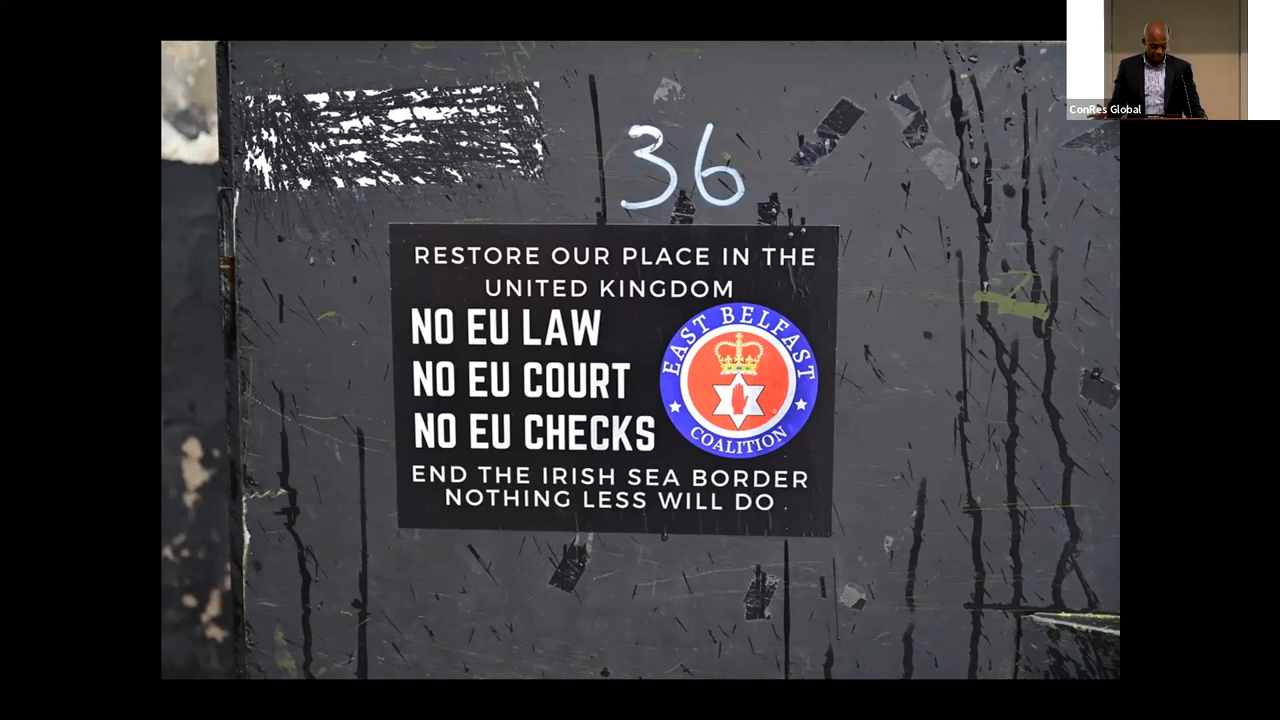 ConRes Global
36
RESTORE OUR PLACE IN THE
UNITED KINGDOM
NO EU LAW
NO EU COURT
NO EU CHECKS
EAST BELFAST
COALITION
END THE IRISH SEA BORDER
NOTHING LESS WILL DO